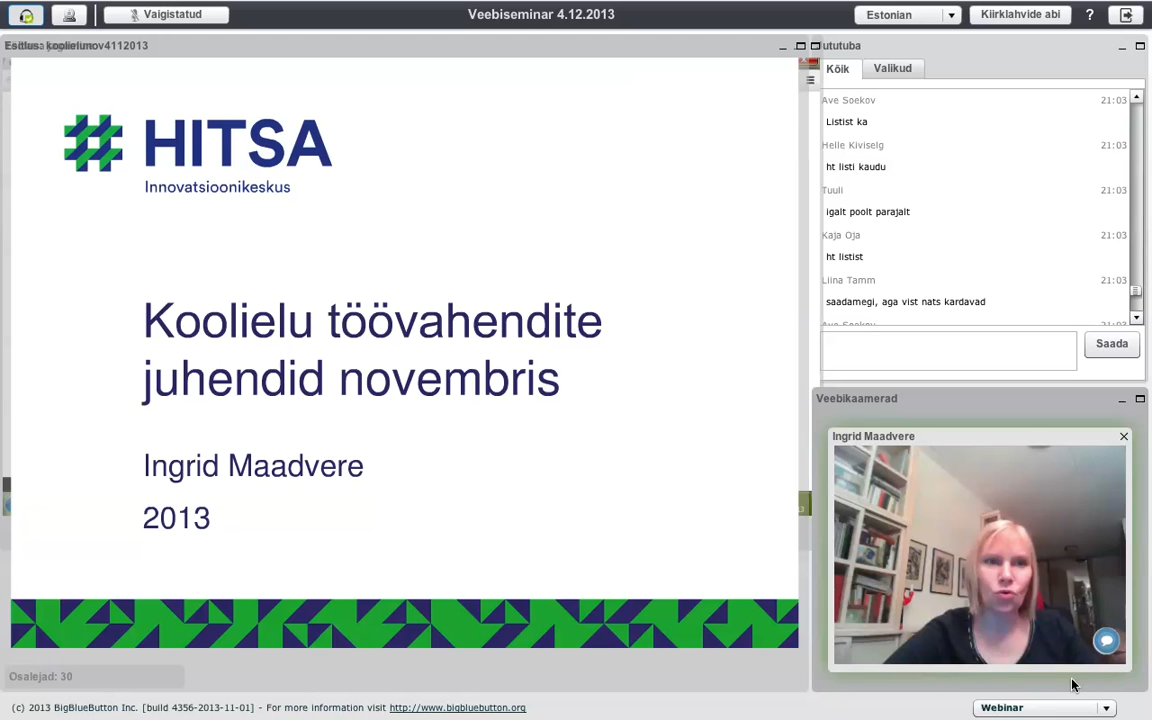 Vaigistatud
Veebiseminar 4.12.2013
Estonian
Kiirklahvide abi
?
HITSA
Innovatsioonikeskus
Koolielu töövahendite
juhendid novembris
Ingrid Maadvere
2013
Osalejad: 30
Kõik
Valikud
Ave Soekov 21:03
Listist ka
Helle Kiviselg 21:03
ht listi kaudu
Tuuli 21:03
igalt poolt parajalt
Kaja Oja 21:03
ht listist
Liina Tamm 21:03
saadamegi, aga vist nats kardavad
Ave Soekov 21:03
Saada
Veebikaamerad
Ingrid Maadvere
(c) 2013 BigBlueButton Inc. [build 4356-2013-11-01] - For more information visit http://www.bigbluebutton.org
Webinar